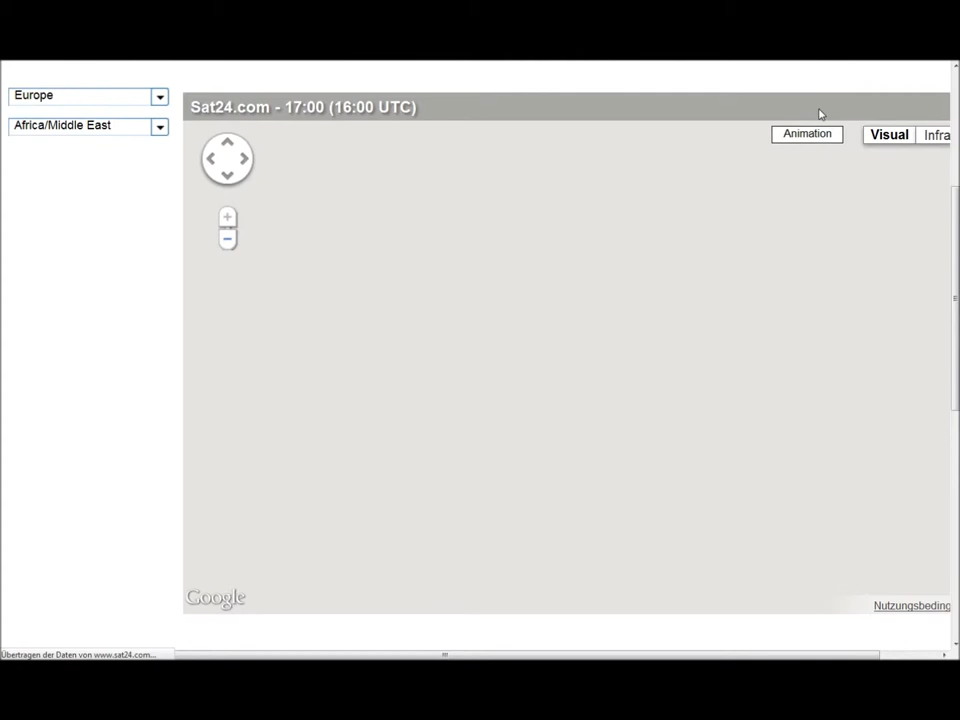 Europe
Africa/Middle East
Sat24.com - 17:00 (16:00 UTC)
Animation
Visual
Infra
Google
Nutzungsbeding
Übertragen der Daten von www.sat24.com...